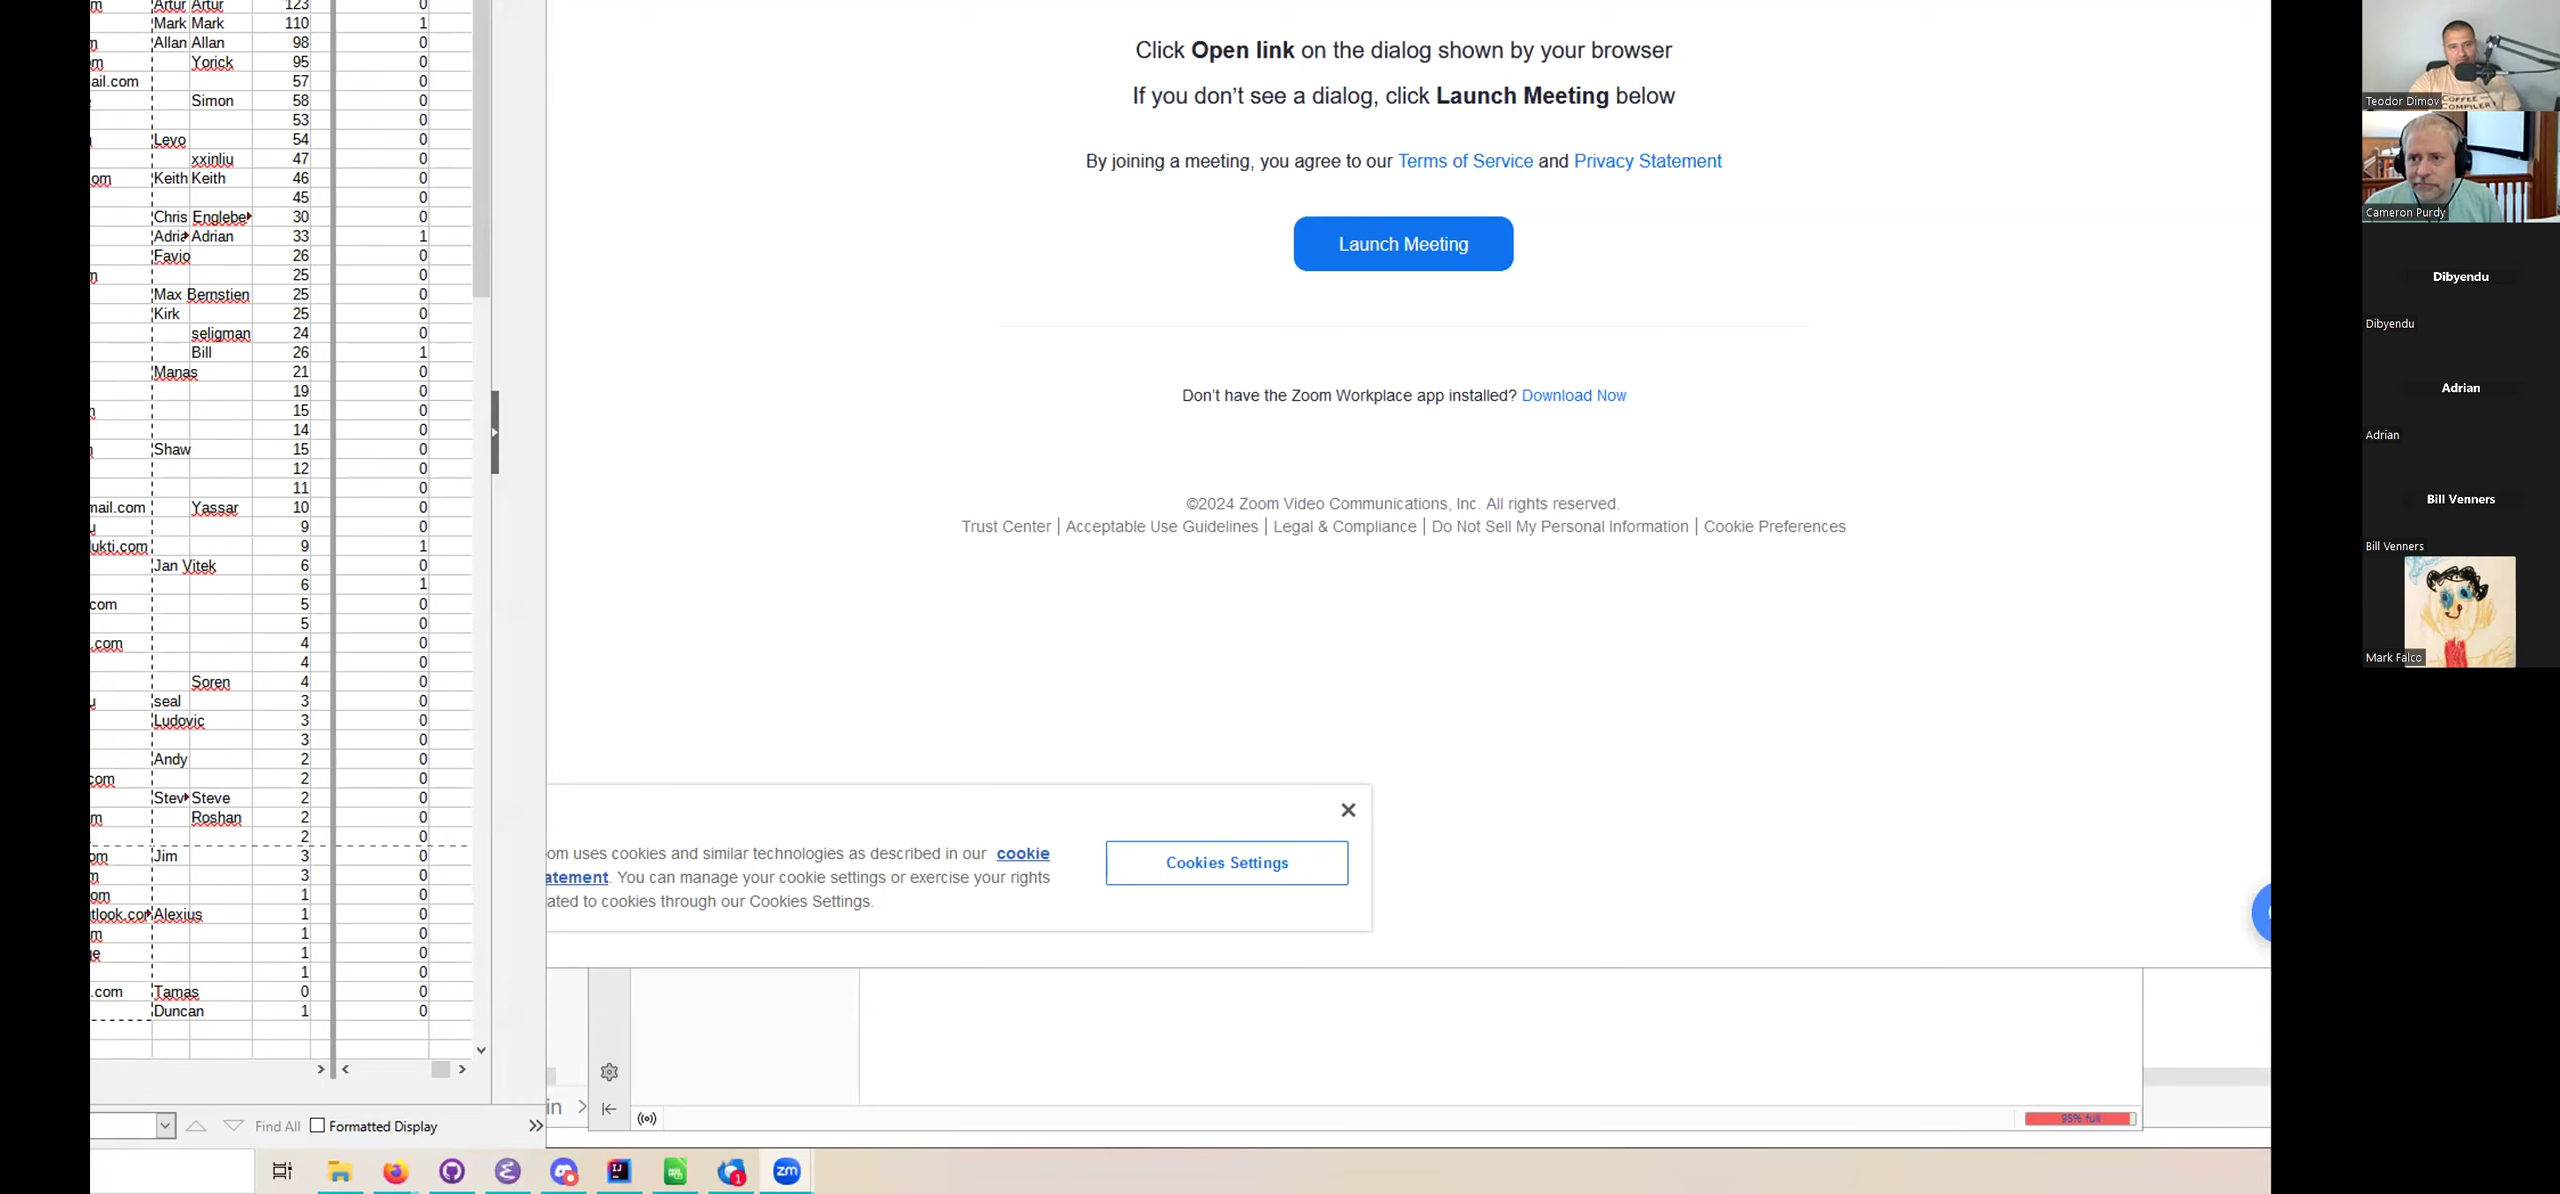 m Artur Artur 123 0
Mark Mark 110 1
m Allan Allan 98 0
om Yorick 95 0
ail.com 57 0
Simon 58 0
53 0
Levo 54 0
xxinliu 47 0
om Keith Keith 46 0
45 0
Chris Englebe 30 0
Adria Adrian 33 1
Favio 26 0
m 25 0
Max Bernstien 25 0
Kirk 25 0
seligman 24 0
Bill 26 1
Manas 21 0
19 0
m 15 0
14 0
Shaw 15 0
12 0
11 0
mail.com Yassar 10 0
u 9 0
ukti.com 9 1
Jan Vitek 6 0
6 1
.com 5 0
5 0
.com 4 0
4 0
Soren 4 0
u seal 3 0
Ludovic 3 0
3 0
Andy 2 0
com 2 0
Stev Steve 2 0
m Roshan 2 0
2 0
om Jim 3 0
m 3 0
om 1 0
tlook.com Alexius 1 0
m 1 0
e 1 0
1 0
.com Tamas 0 0
Duncan 1 0
Find All Formatted Display
Click Open link on the dialog shown by your browser
If you don’t see a dialog, click Launch Meeting below
By joining a meeting, you agree to our Terms of Service and Privacy Statement
Launch Meeting
Don’t have the Zoom Workplace app installed? Download Now
©2024 Zoom Video Communications, Inc. All rights reserved.
Trust Center | Acceptable Use Guidelines | Legal & Compliance | Do Not Sell My Personal Information | Cookie Preferences
om uses cookies and similar technologies as described in our cookie
atement. You can manage your cookie settings or exercise your rights
ated to cookies through our Cookies Settings.
Cookies Settings
in
95% full
zm
1
IJ
COFFEE
COMPILER
Teodor Dimov
Cameron Purdy
Dibyendu
Dibyendu
Adrian
Adrian
Bill Venners
Bill Venners
Mark Falco